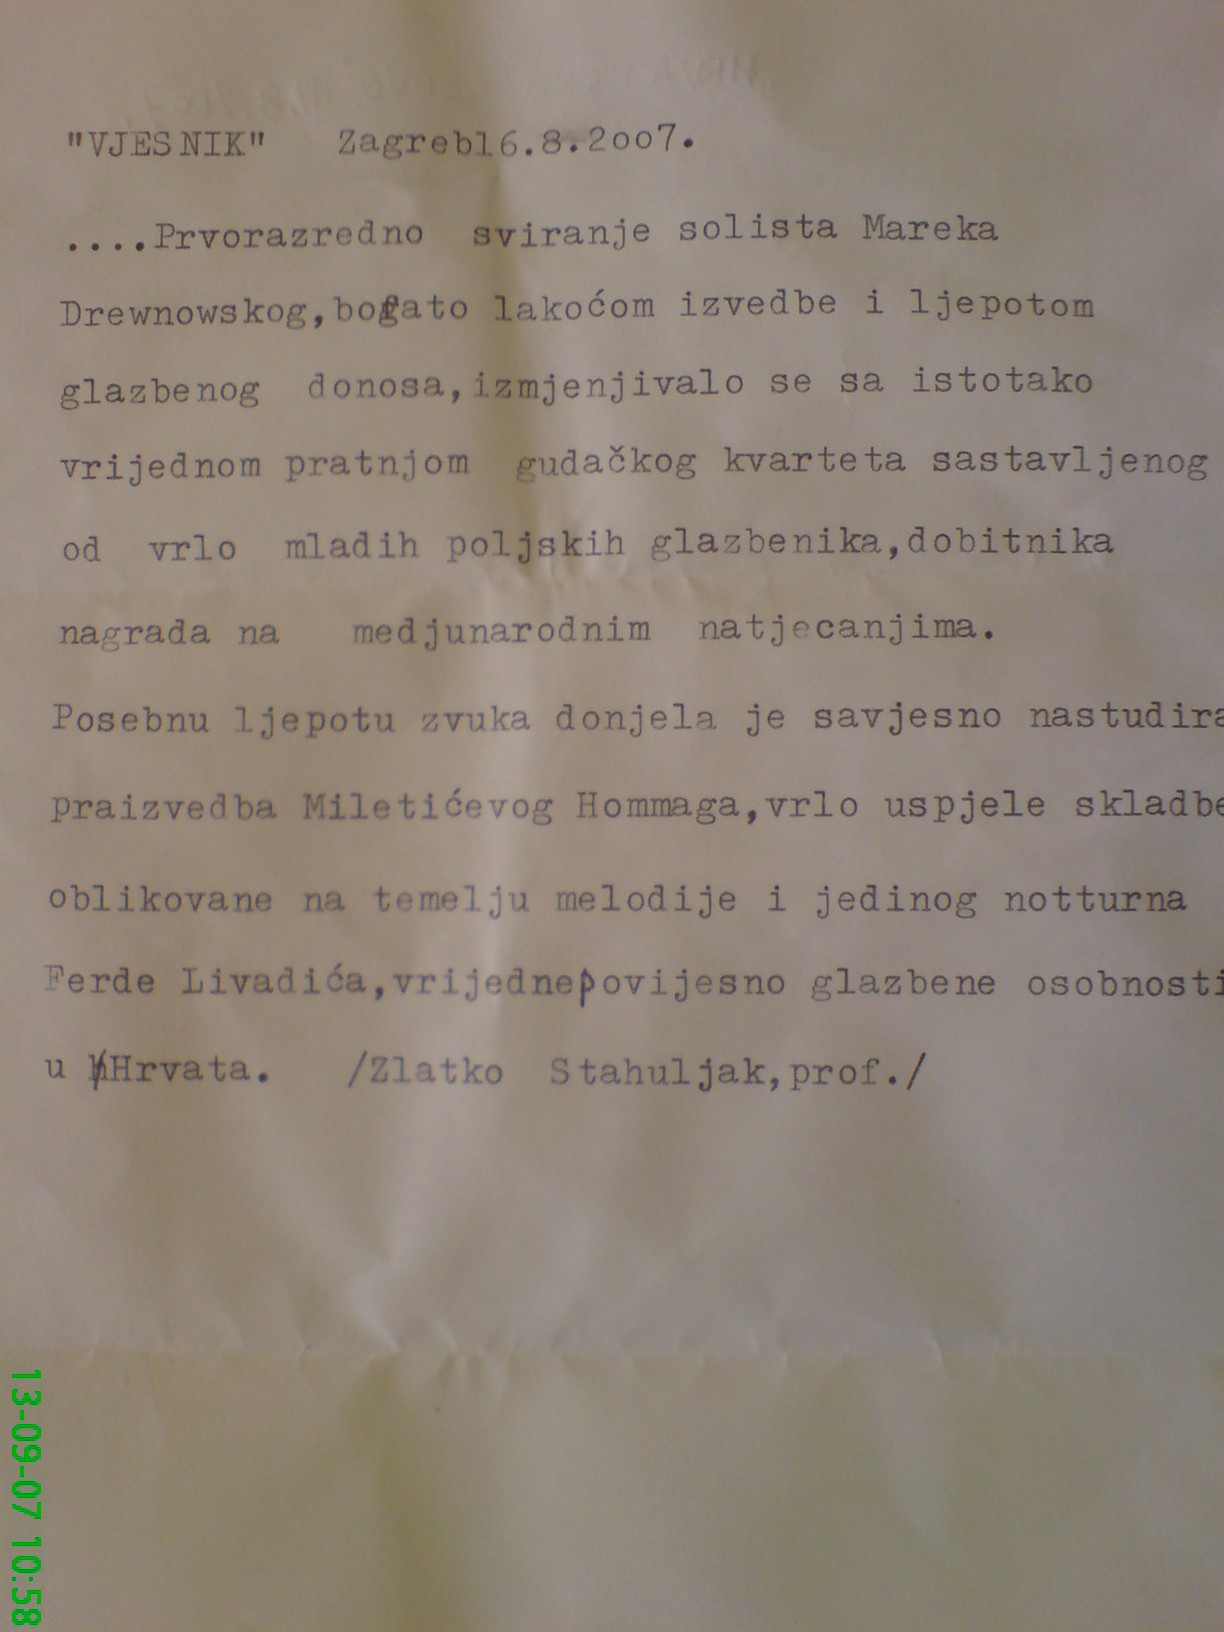 "VJESNIK" Zagreb16.8.2oo7.
....Prvorazredno sviranje solista Mareka
Drewnowskog,bogato lakoćom izvedbe i ljepotom
glazbenog donosa,izmjenjivalo se sa istotako
vrijednom pratnjom gudačkog kvarteta sastavljenog
od vrlo mladih poljskih glazbenika,dobitnika
nagrada na medjunarodnim natjecanjima.
Posebnu ljepotu zvuka donjela je savjesno nastudira
praizvedba Miletićevog Hommaga,vrlo uspjele skladbe
oblikovane na temelju melodije i jedinog notturna
Ferde Livadića,vrijednepovijesno glazbene osobnosti
u Hrvata. /Zlatko Stahuljak,prof./
13-09-07 10:58